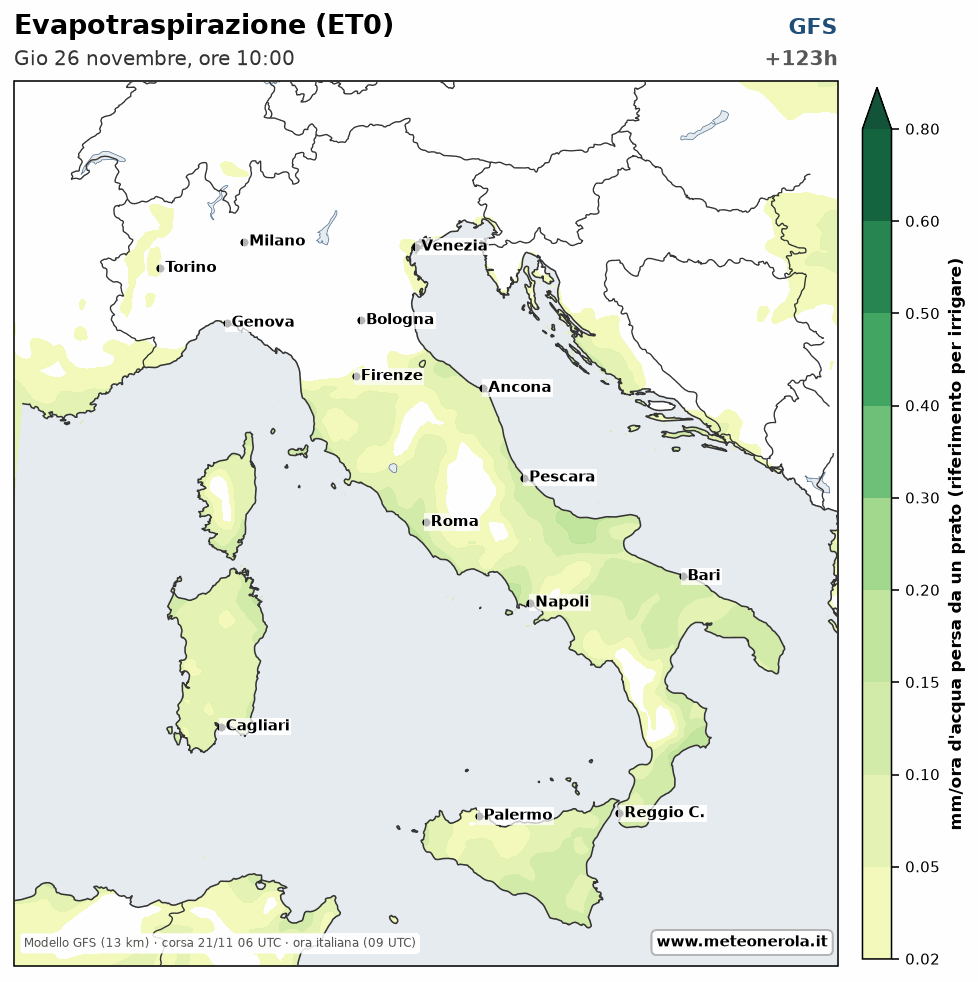 Evapotraspirazione (ET0)
GFS
Gio 26 novembre, ore 10:00
+123h
Milano
Venezia
Torino
Genova
Bologna
Firenze
Ancona
Pescara
Roma
Bari
Napoli
Cagliari
Palermo
Reggio C.
Modello GFS (13 km) · corsa 21/11 06 UTC · ora italiana (09 UTC)
www.meteonerola.it
0.80
0.60
0.50
0.40
0.30
0.20
0.15
0.10
0.05
0.02
mm/ora d'acqua persa da un prato (riferimento per irrigare)